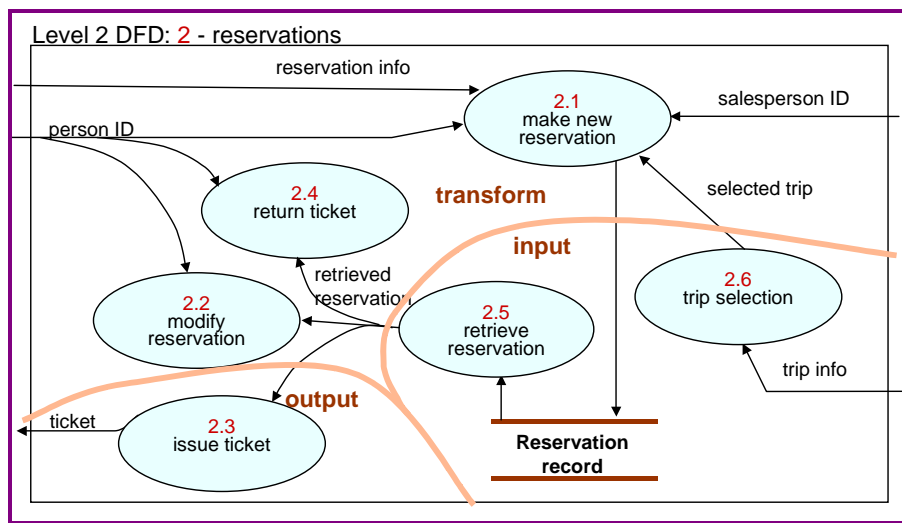 Level 2 DFD: 2 - reservations
reservation info
2.1
make new
reservation
salesperson ID
person ID
2.4
return ticket
transform
selected trip
input
2.6
trip selection
retrieved
reservation
2.2
modify
reservation
2.5
retrieve
reservation
trip info
output
ticket
2.3
issue ticket
Reservation
record